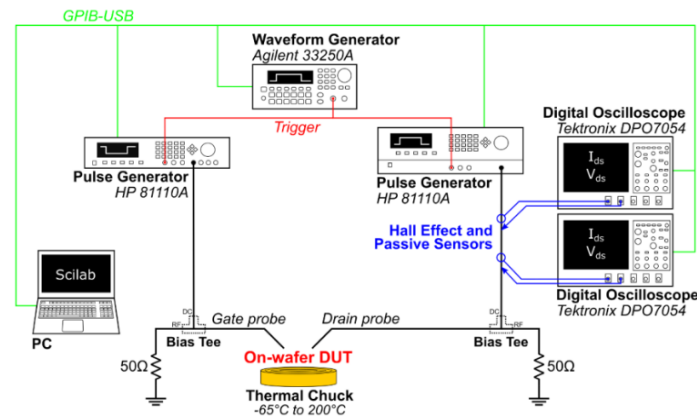 GPIB-USB
Waveform Generator
Agilent 33250A
Trigger
Digital Oscilloscope
Tektronix DPO7054
Ids
Vds
Pulse Generator
HP 81110A
Pulse Generator
HP 81110A
Hall Effect and
Passive Sensors
Ids
Vds
Scilab
PC
Digital Oscilloscope
Tektronix DPO7054
DC
RF
Bias Tee
Gate probe
Drain probe
DC
RF
Bias Tee
50Ω
On-wafer DUT
50Ω
Thermal Chuck
-65°C to 200°C